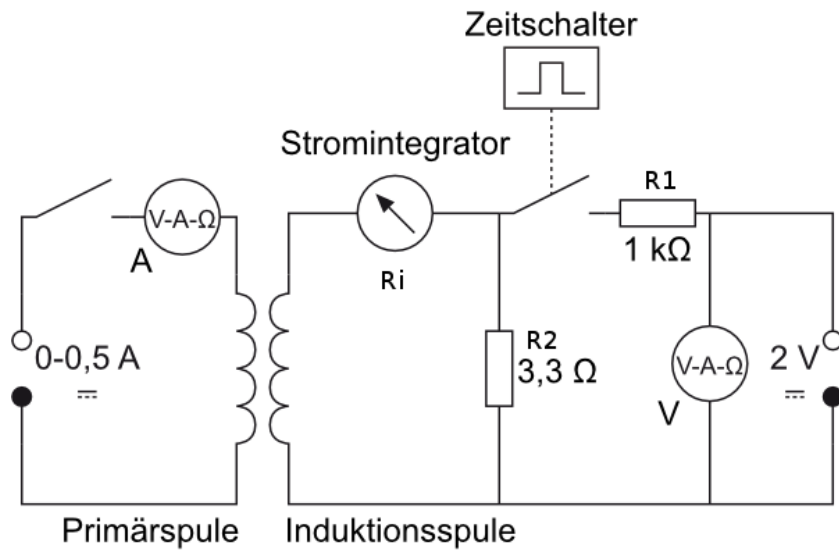 Zeitschalter
Stromintegrator
R1
V-A-Ω
A
1 kΩ
Ri
0-0,5 A
R2
3,3 Ω
V-A-Ω
2 V
V
Primärspule
Induktionsspule